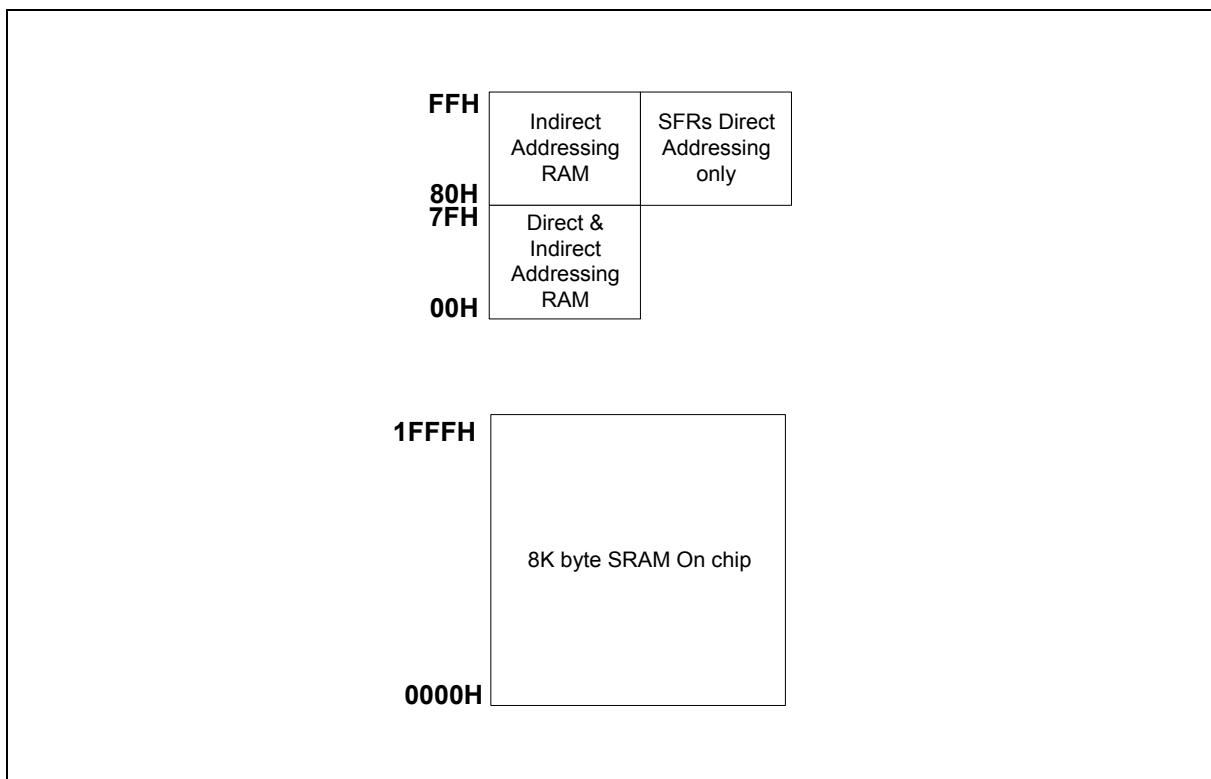 FFH
Indirect
Addressing
RAM
SFRs Direct
Addressing
only
80H
7FH
Direct &
Indirect
Addressing
RAM
00H
1FFFH
8K byte SRAM On chip
0000H